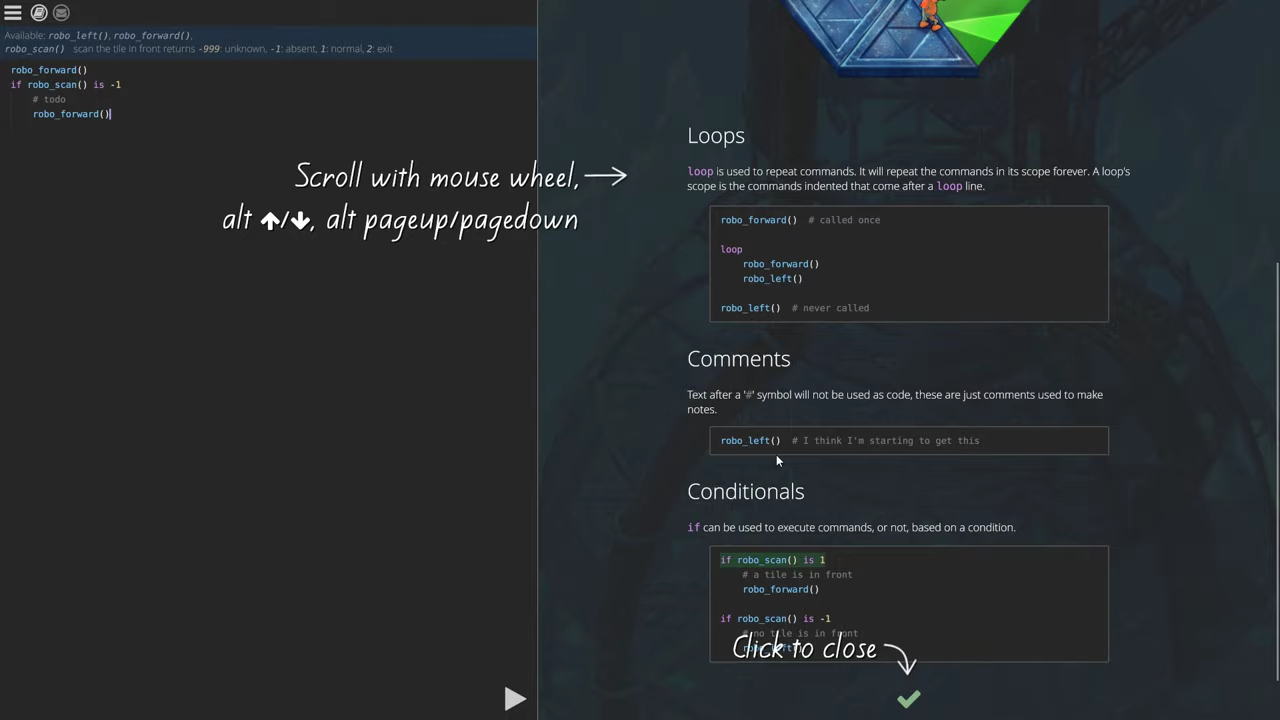 Available: robo_left(), robo_forward(),
robo_scan() scan the tile in front returns -999: unknown, -1: absent, 1: normal, 2: exit
robo_forward()
if robo_scan() is -1
# todo
robo_forward()
Scroll with mouse wheel,
alt ↑/↓, alt pageup/pagedown
Loops
loop is used to repeat commands. It will repeat the commands in its scope forever. A loop's
scope is the commands indented that come after a loop line.
robo_forward() # called once
loop
robo_forward()
robo_left()
robo_left() # never called
Comments
Text after a '#' symbol will not be used as code, these are just comments used to make
notes.
robo_left() # I think I'm starting to get this
Conditionals
if can be used to execute commands, or not, based on a condition.
if robo_scan() is 1
# a tile is in front
robo_forward()
if robo_scan() is -1
# no tile is in front
Click to close